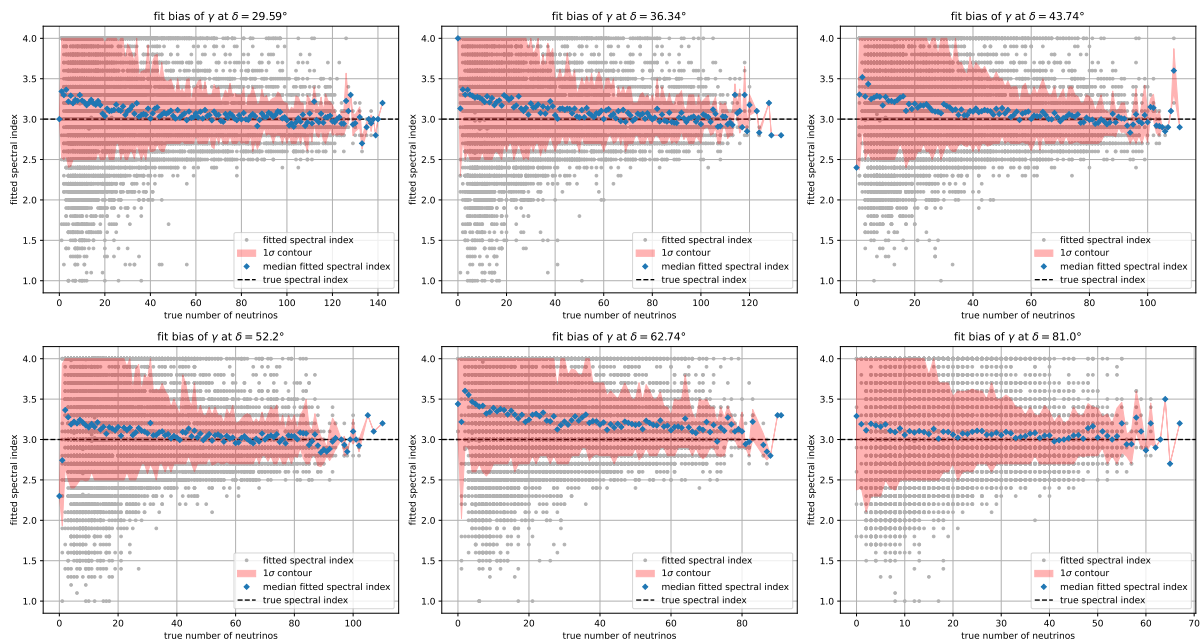 fit bias of γ at δ = 29.59°
4.0
3.5
3.0
2.5
2.0
1.5
1.0
fitted spectral index
0 20 40 60 80 100 120 140
true number of neutrinos
fitted spectral index
1σ contour
median fitted spectral index
true spectral index
fit bias of γ at δ = 36.34°
4.0
3.5
3.0
2.5
2.0
1.5
1.0
fitted spectral index
0 20 40 60 80 100 120
true number of neutrinos
fitted spectral index
1σ contour
median fitted spectral index
true spectral index
fit bias of γ at δ = 43.74°
4.0
3.5
3.0
2.5
2.0
1.5
1.0
fitted spectral index
0 20 40 60 80 100
true number of neutrinos
fitted spectral index
1σ contour
median fitted spectral index
true spectral index
fit bias of γ at δ = 52.2°
4.0
3.5
3.0
2.5
2.0
1.5
1.0
fitted spectral index
0 20 40 60 80 100
true number of neutrinos
fitted spectral index
1σ contour
median fitted spectral index
true spectral index
fit bias of γ at δ = 62.74°
4.0
3.5
3.0
2.5
2.0
1.5
1.0
fitted spectral index
0 20 40 60 80
true number of neutrinos
fitted spectral index
1σ contour
median fitted spectral index
true spectral index
fit bias of γ at δ = 81.0°
4.0
3.5
3.0
2.5
2.0
1.5
1.0
fitted spectral index
0 10 20 30 40 50 60 70
true number of neutrinos
fitted spectral index
1σ contour
median fitted spectral index
true spectral index